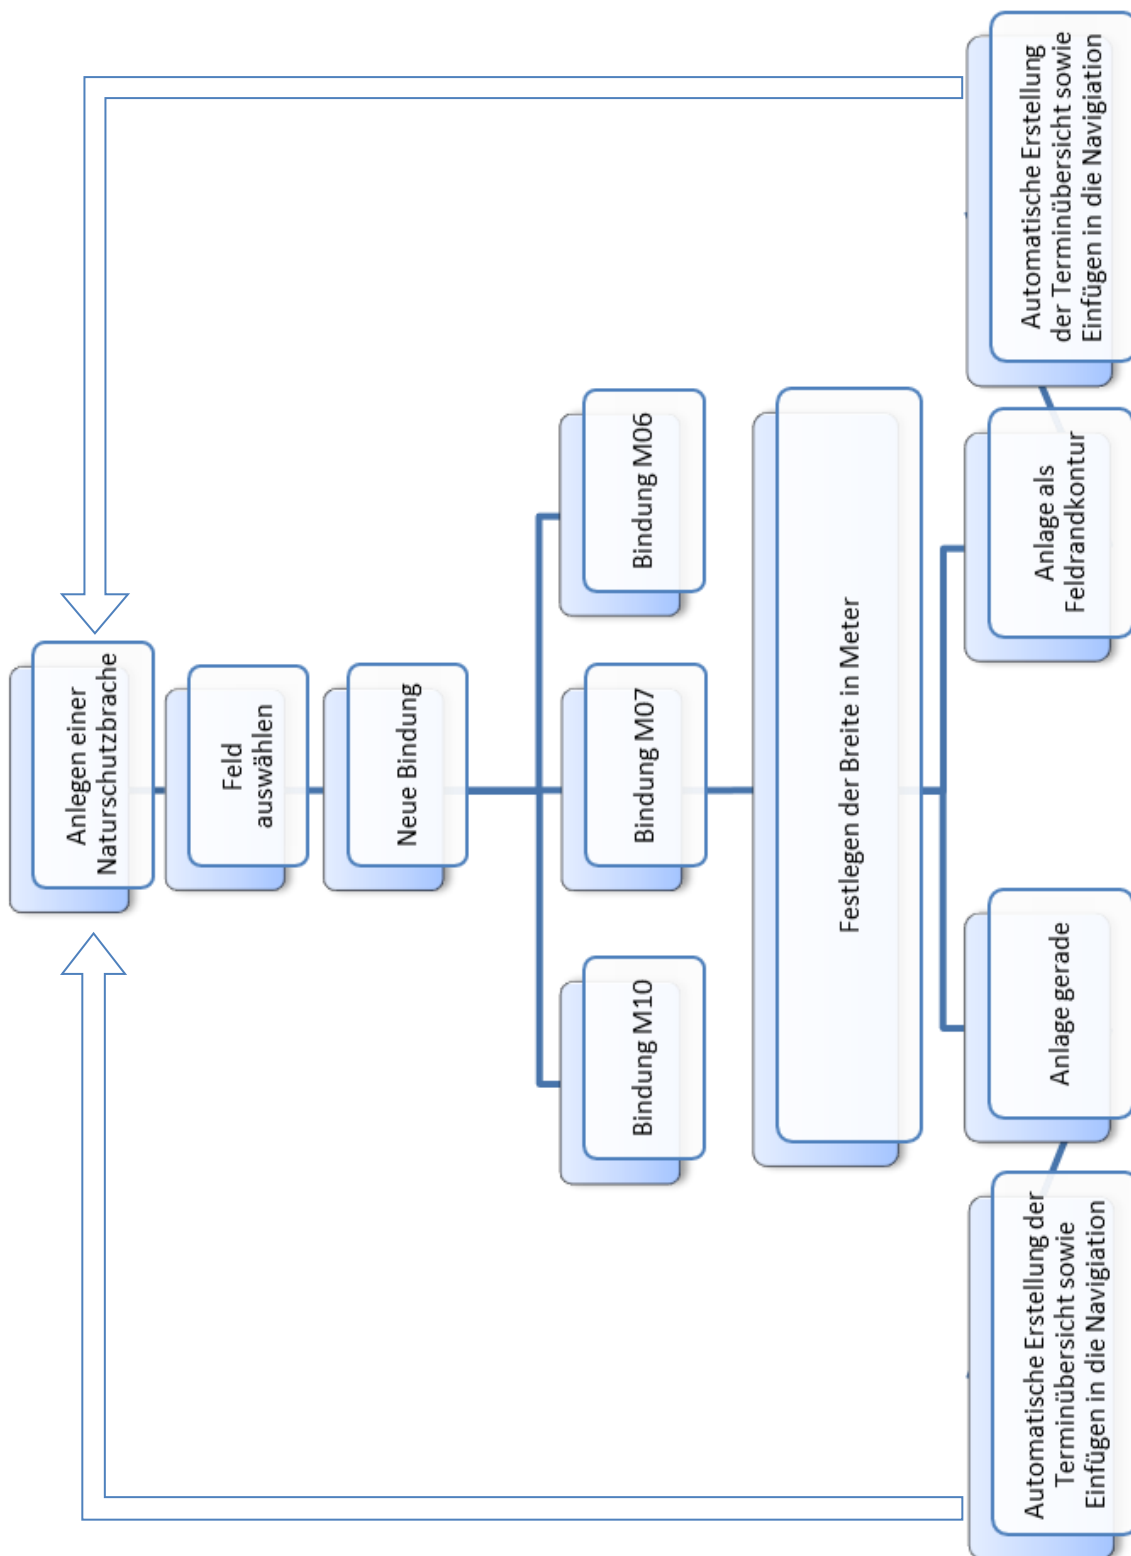 Anlegen einer
Naturschutzbrache
Feld
auswählen
Neue Bindung
Bindung M10
Bindung M07
Bindung M06
Festlegen der Breite in Meter
Automatische Erstellung der
Terminübersicht sowie
Einfügen in die Navigiation
Anlage gerade
Anlage als
Feldrandkontur
Automatische Erstellung
der Terminübersicht sowie
Einfügen in die Navigiation